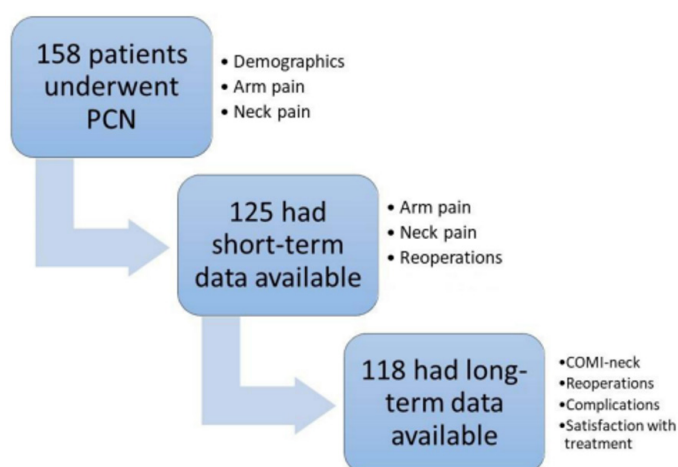 158 patients
underwent
PCN
• Demographics
• Arm pain
• Neck pain
125 had
short-term
data available
• Arm pain
• Neck pain
• Reoperations
118 had long-
term data
available
•COMI-neck
•Reoperations
•Complications
•Satisfaction with
treatment